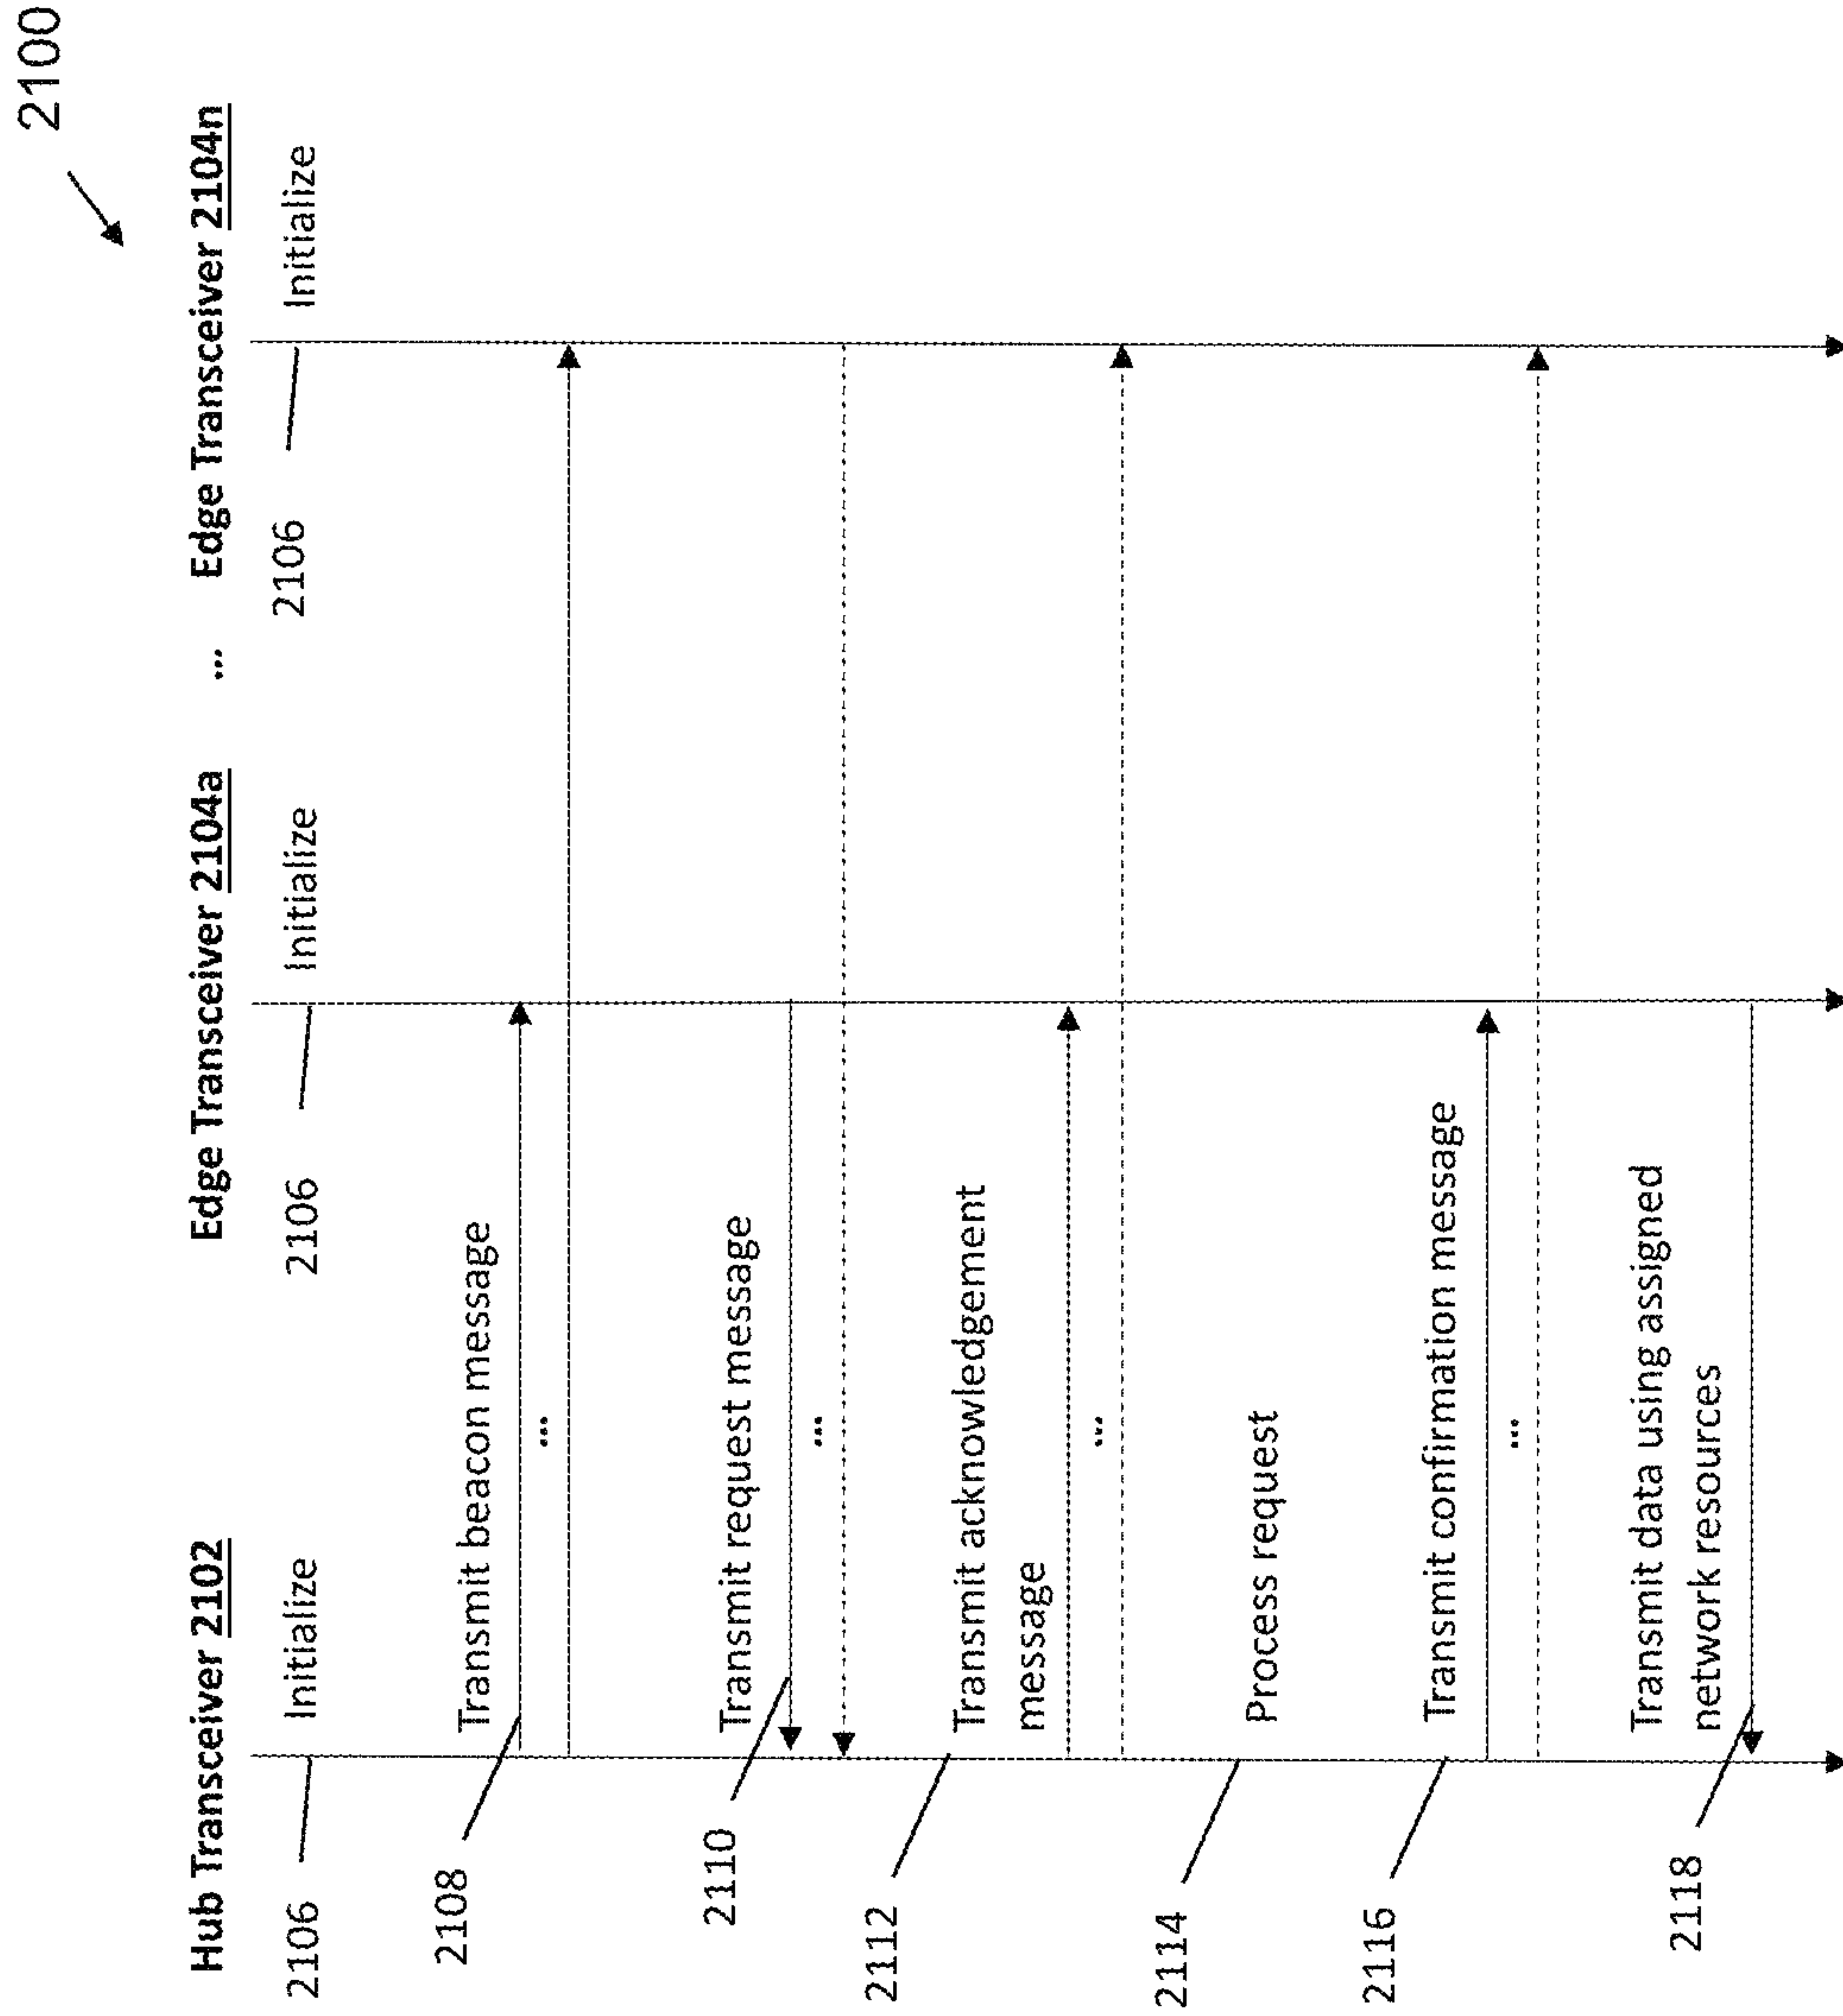 2100
Hub Transceiver 2102
Edge Transceiver 2104a
...
Edge Transceiver 2104n
2106
Initialize
2106
Initialize
2106
Initialize
2108
Transmit beacon message
...
2110
Transmit request message
...
2112
Transmit acknowledgement
message
...
2114
Process request
2116
Transmit confirmation message
...
2118
Transmit data using assigned
network resources